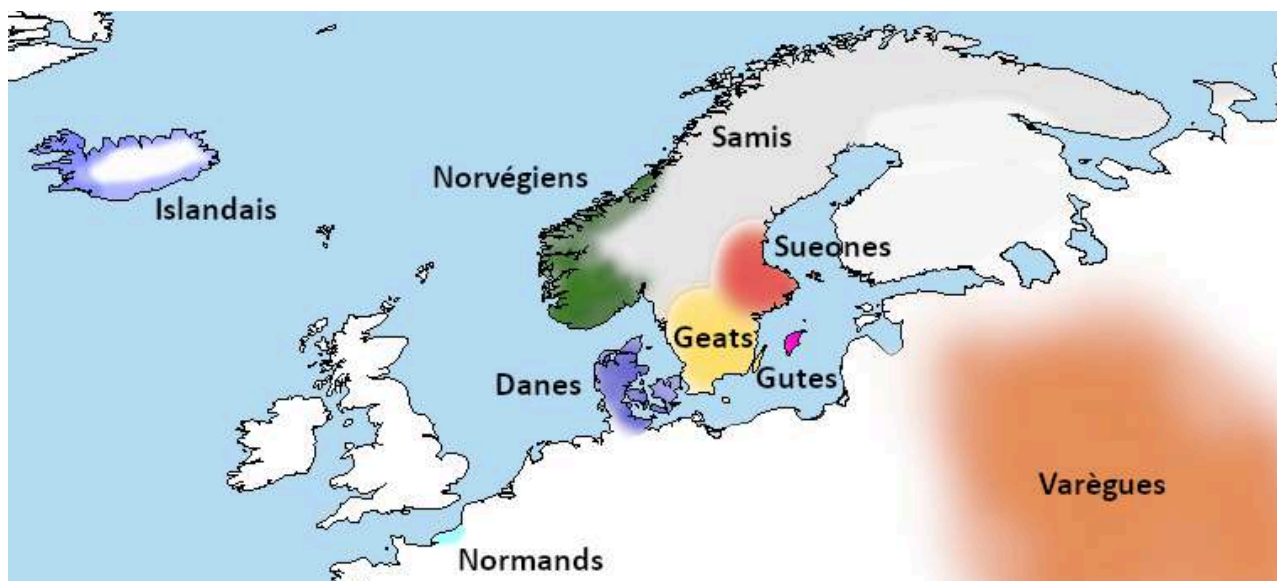 Samis
Norvégiens
Islandais
Sueones
Geats
Danes
Gutes
Varègues
Normands